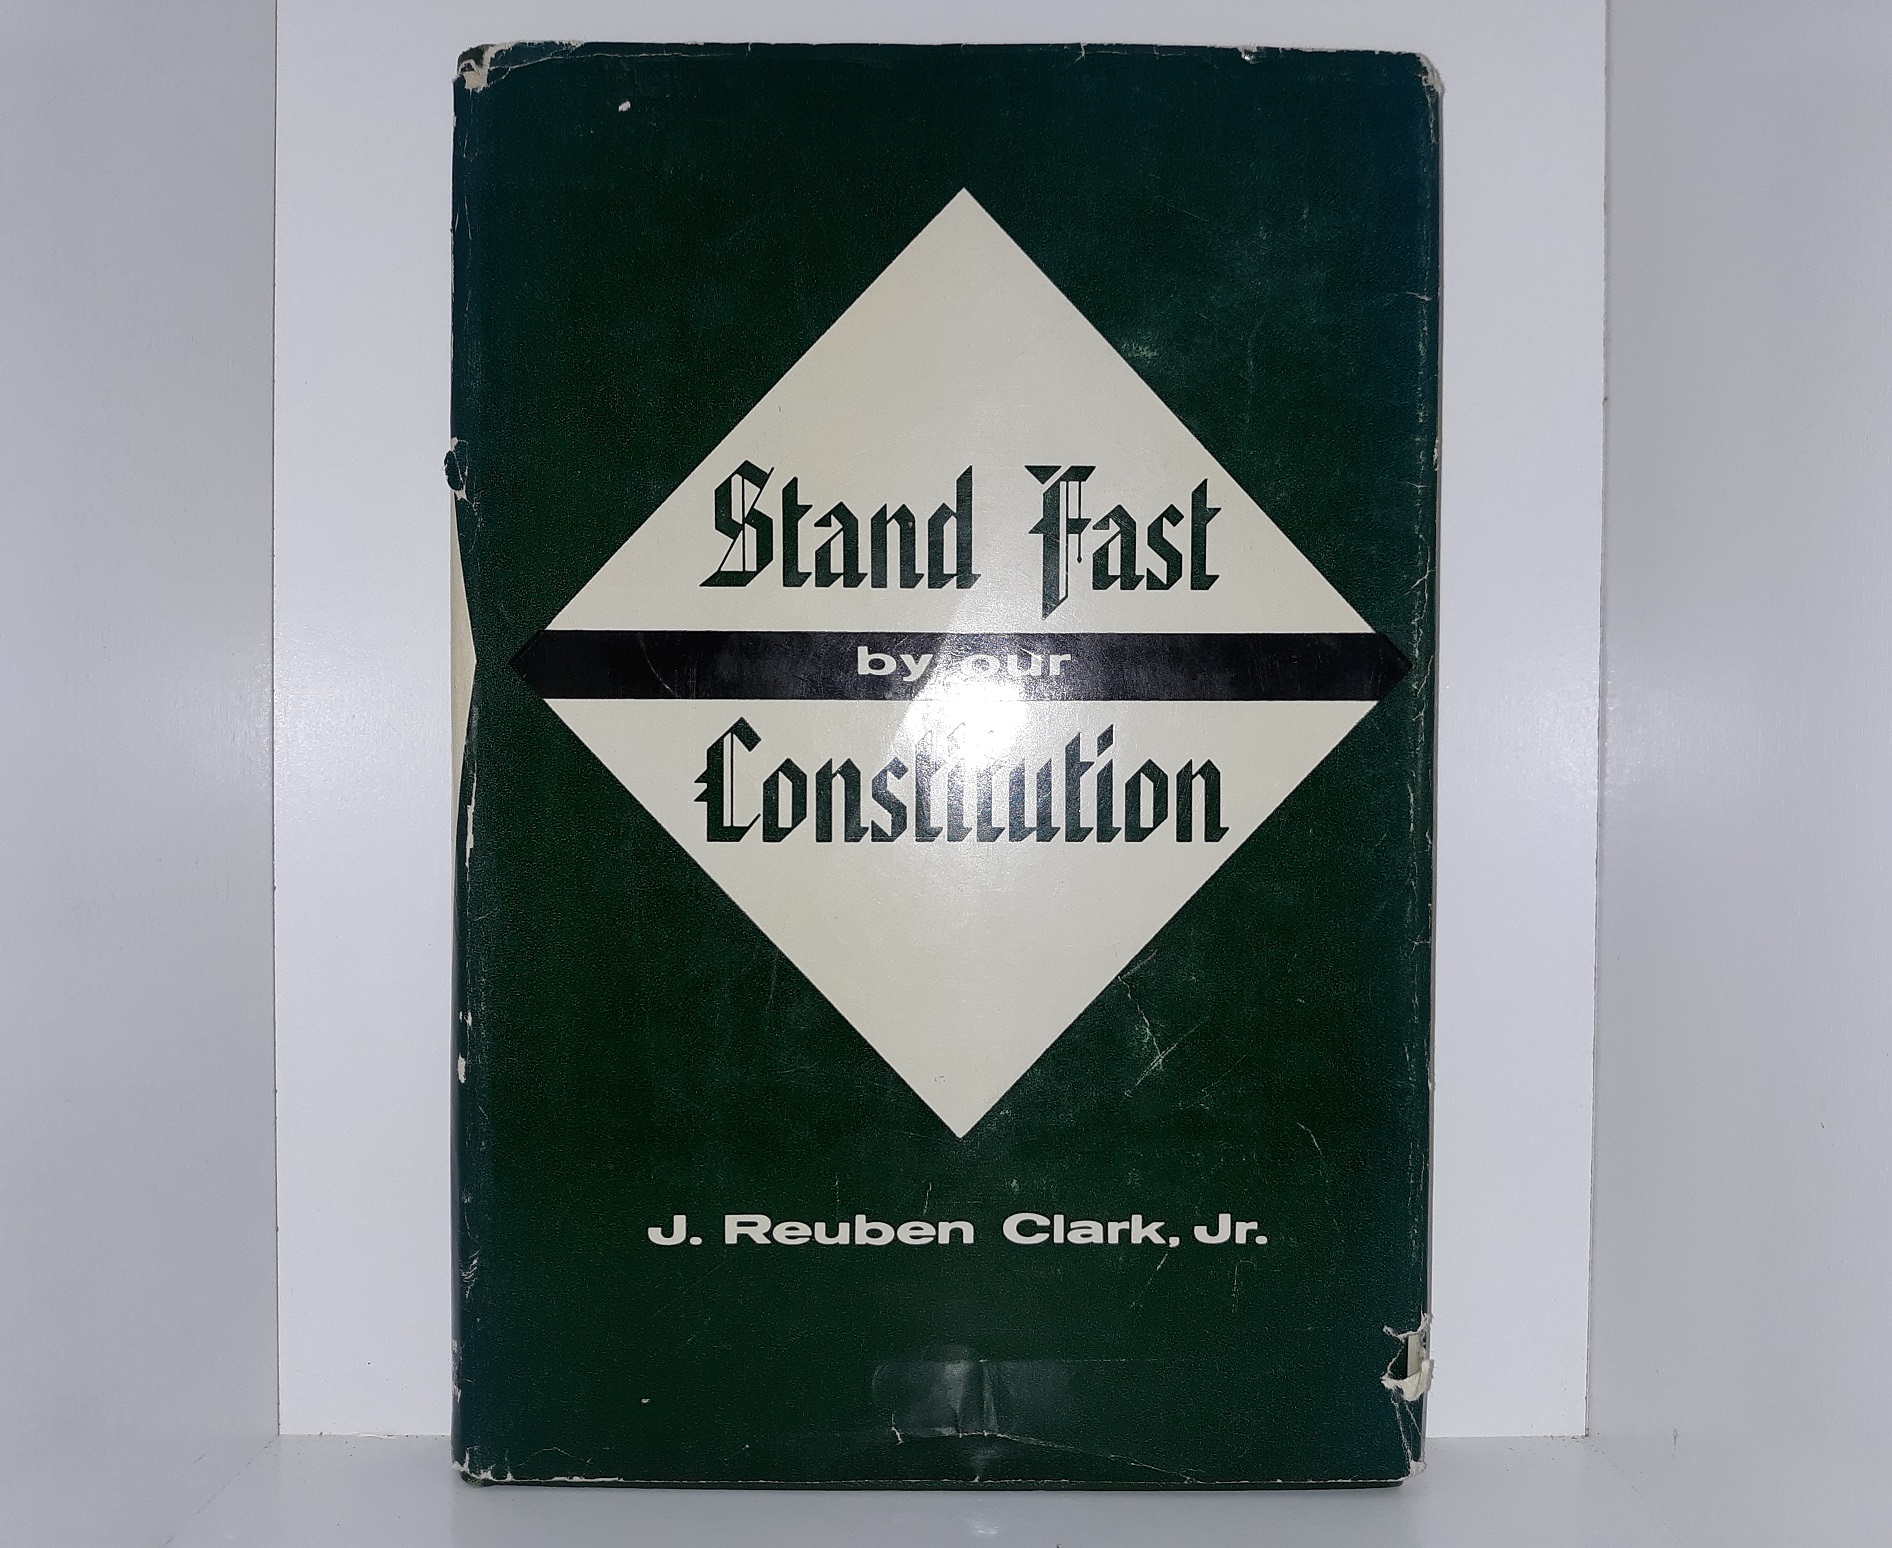 Stand Fast
by our
Constitution
J. Reuben Clark, Jr.